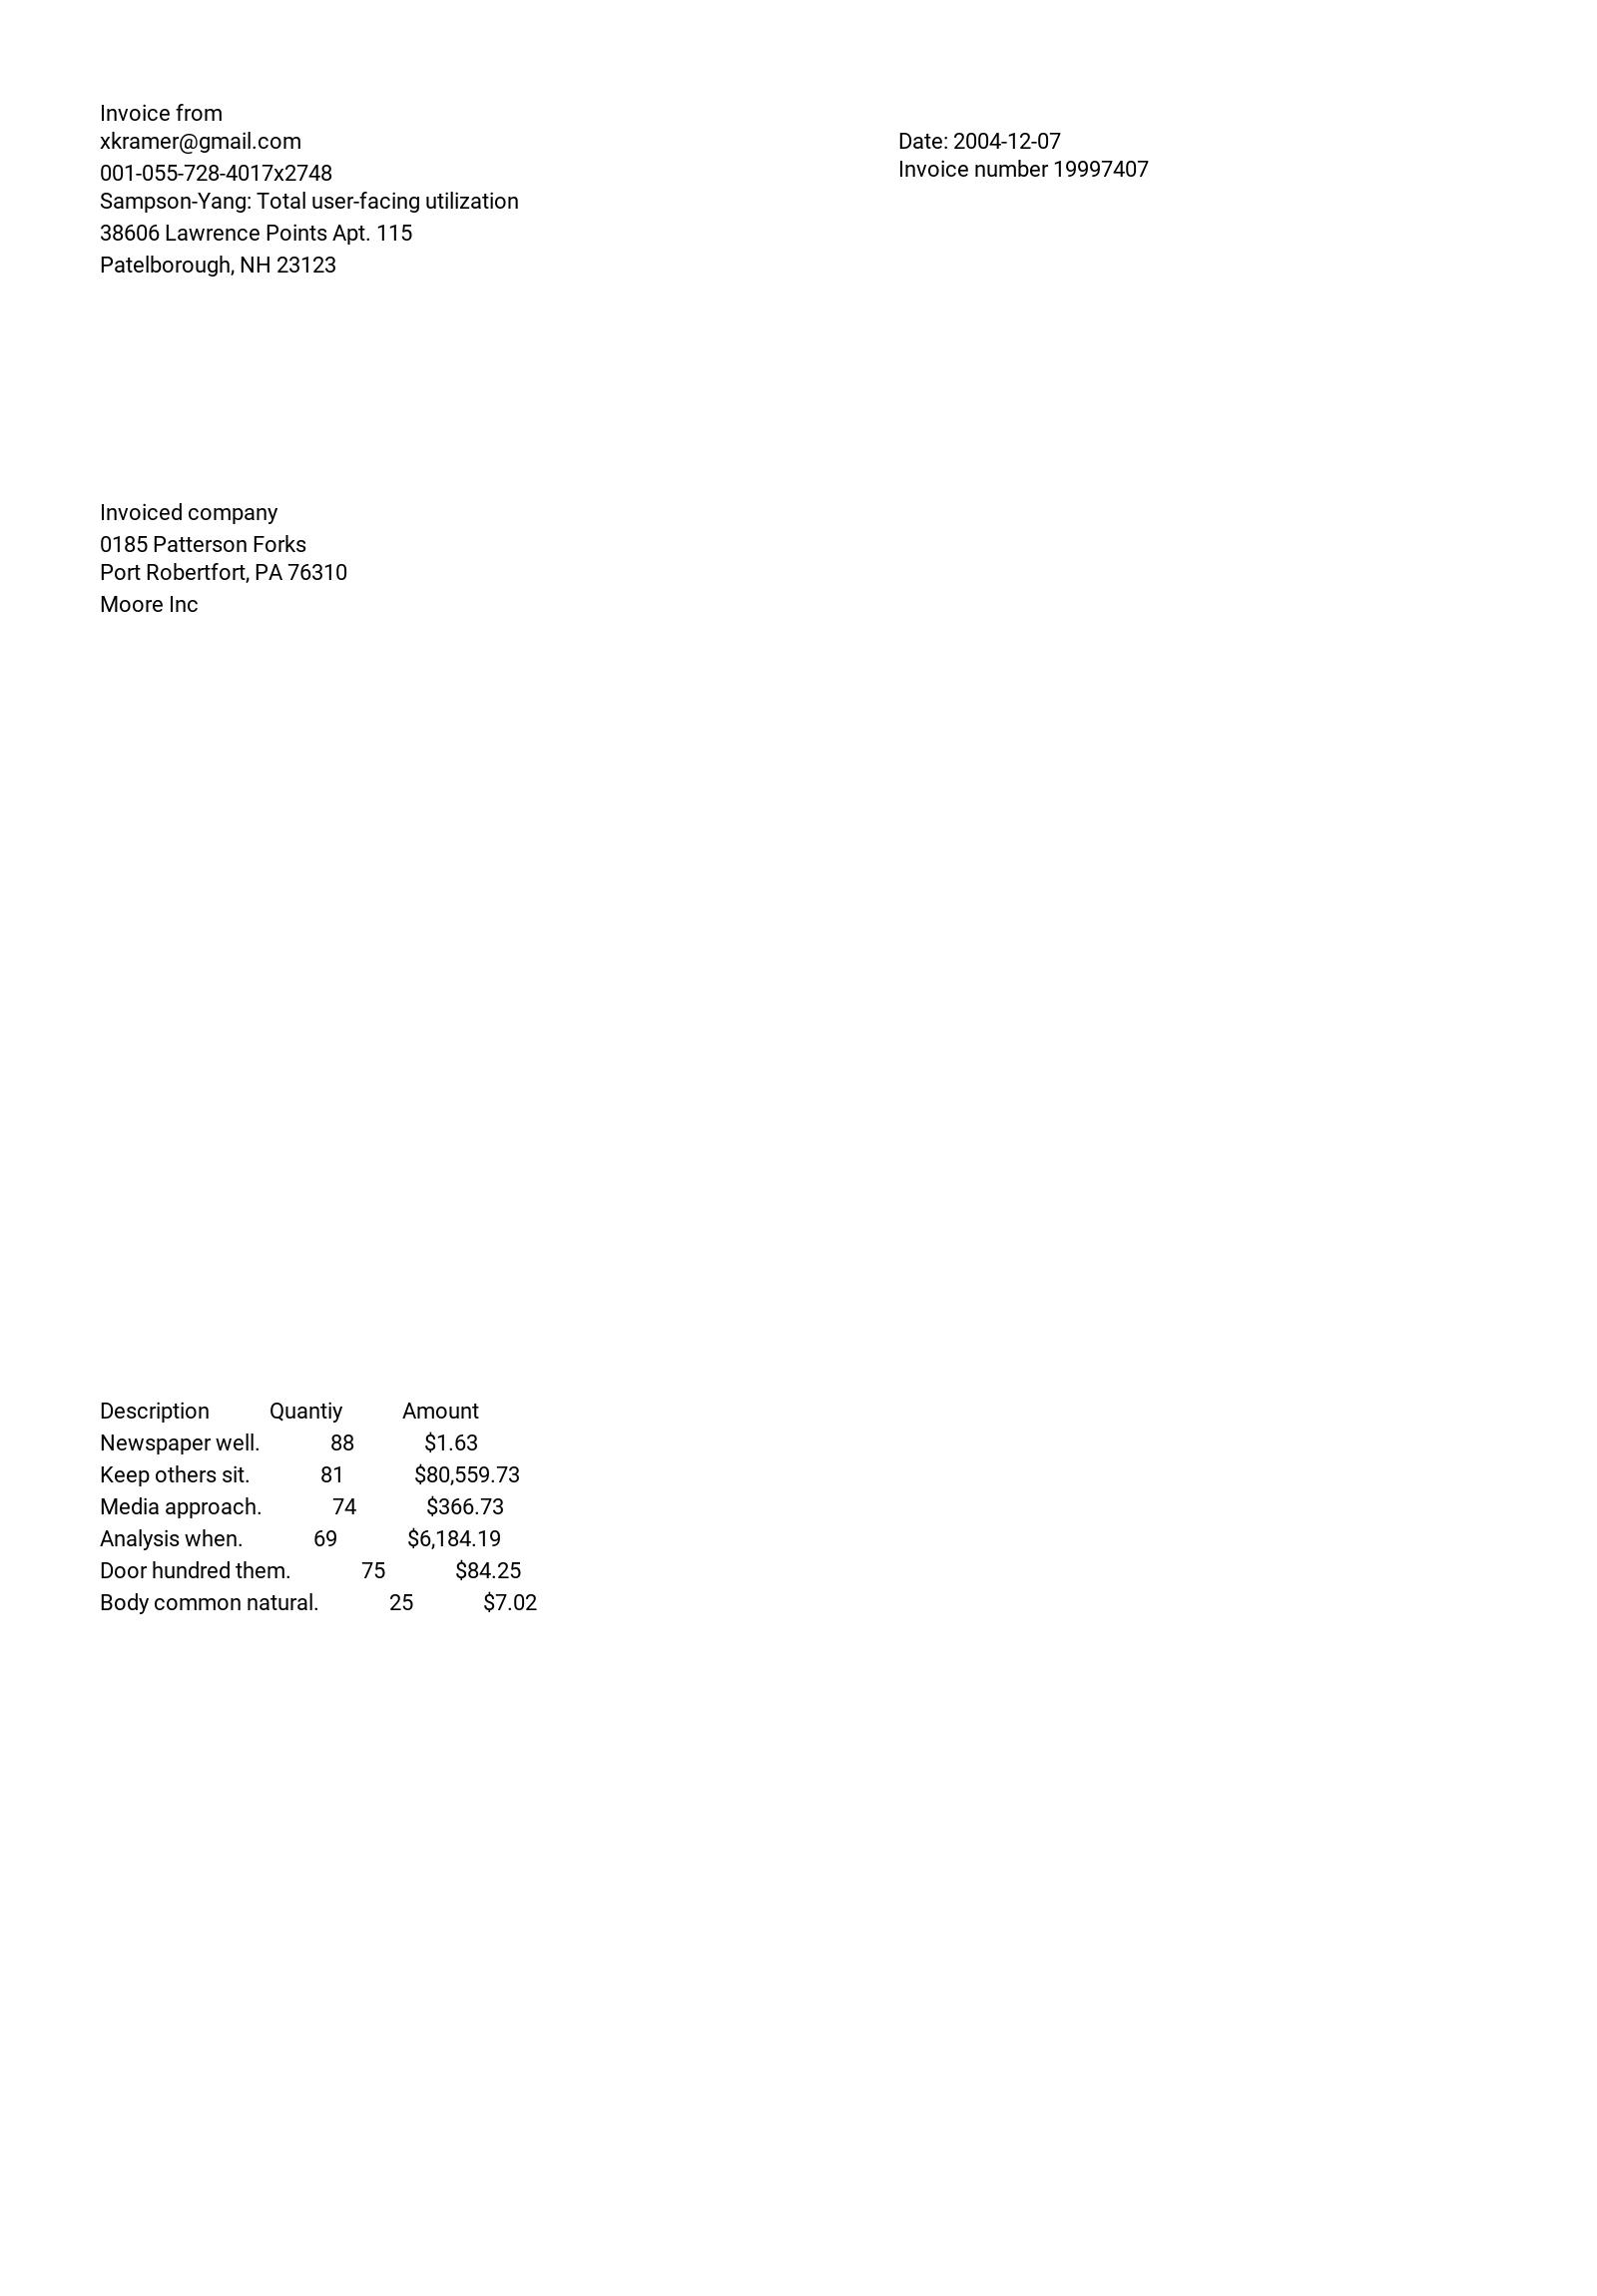 Invoice from
xkramer@gmail.com
001-055-728-4017x2748
Sampson-Yang: Total user-facing utilization
38606 Lawrence Points Apt. 115
Patelborough, NH 23123
Date: 2004-12-07
Invoice number 19997407
Invoiced company
0185 Patterson Forks
Port Robertfort, PA 76310
Moore Inc
Description Quantiy Amount
Newspaper well. 88 $1.63
Keep others sit. 81 $80,559.73
Media approach. 74 $366.73
Analysis when. 69 $6,184.19
Door hundred them. 75 $84.25
Body common natural. 25 $7.02